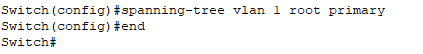 Switch(config)#spanning-tree vlan 1 root primary
Switch(config)#end
Switch#